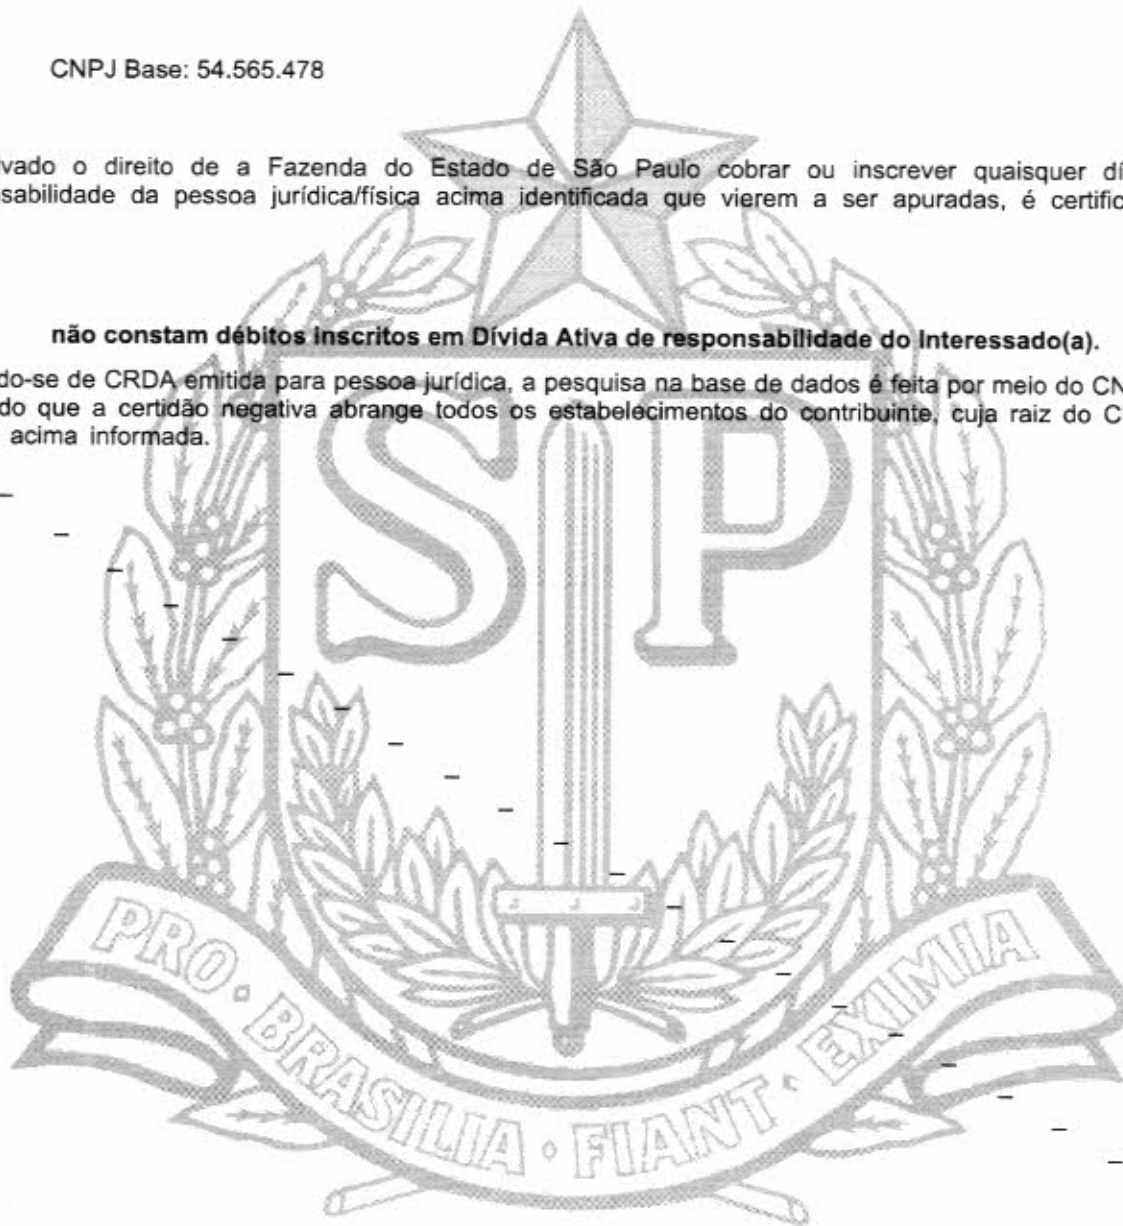 CNPJ Base: 54.565.478
vado o direito de a Fazenda do Estado de São Paulo cobrar ou inscrever quaisquer dí
nsabilidade da pessoa jurídica/física acima identificada que vierem a ser apuradas, é certific
não constam débitos inscritos em Dívida Ativa de responsabilidade do Interessado(a).
do-se de CRDA emitida para pessoa jurídica, a pesquisa na base de dados é feita por meio do CN
do que a certidão negativa abrange todos os estabelecimentos do contribuinte, cuja raiz do C
acima informada.
SP
PRO · BRASILIA · FIANT · EXIMIA